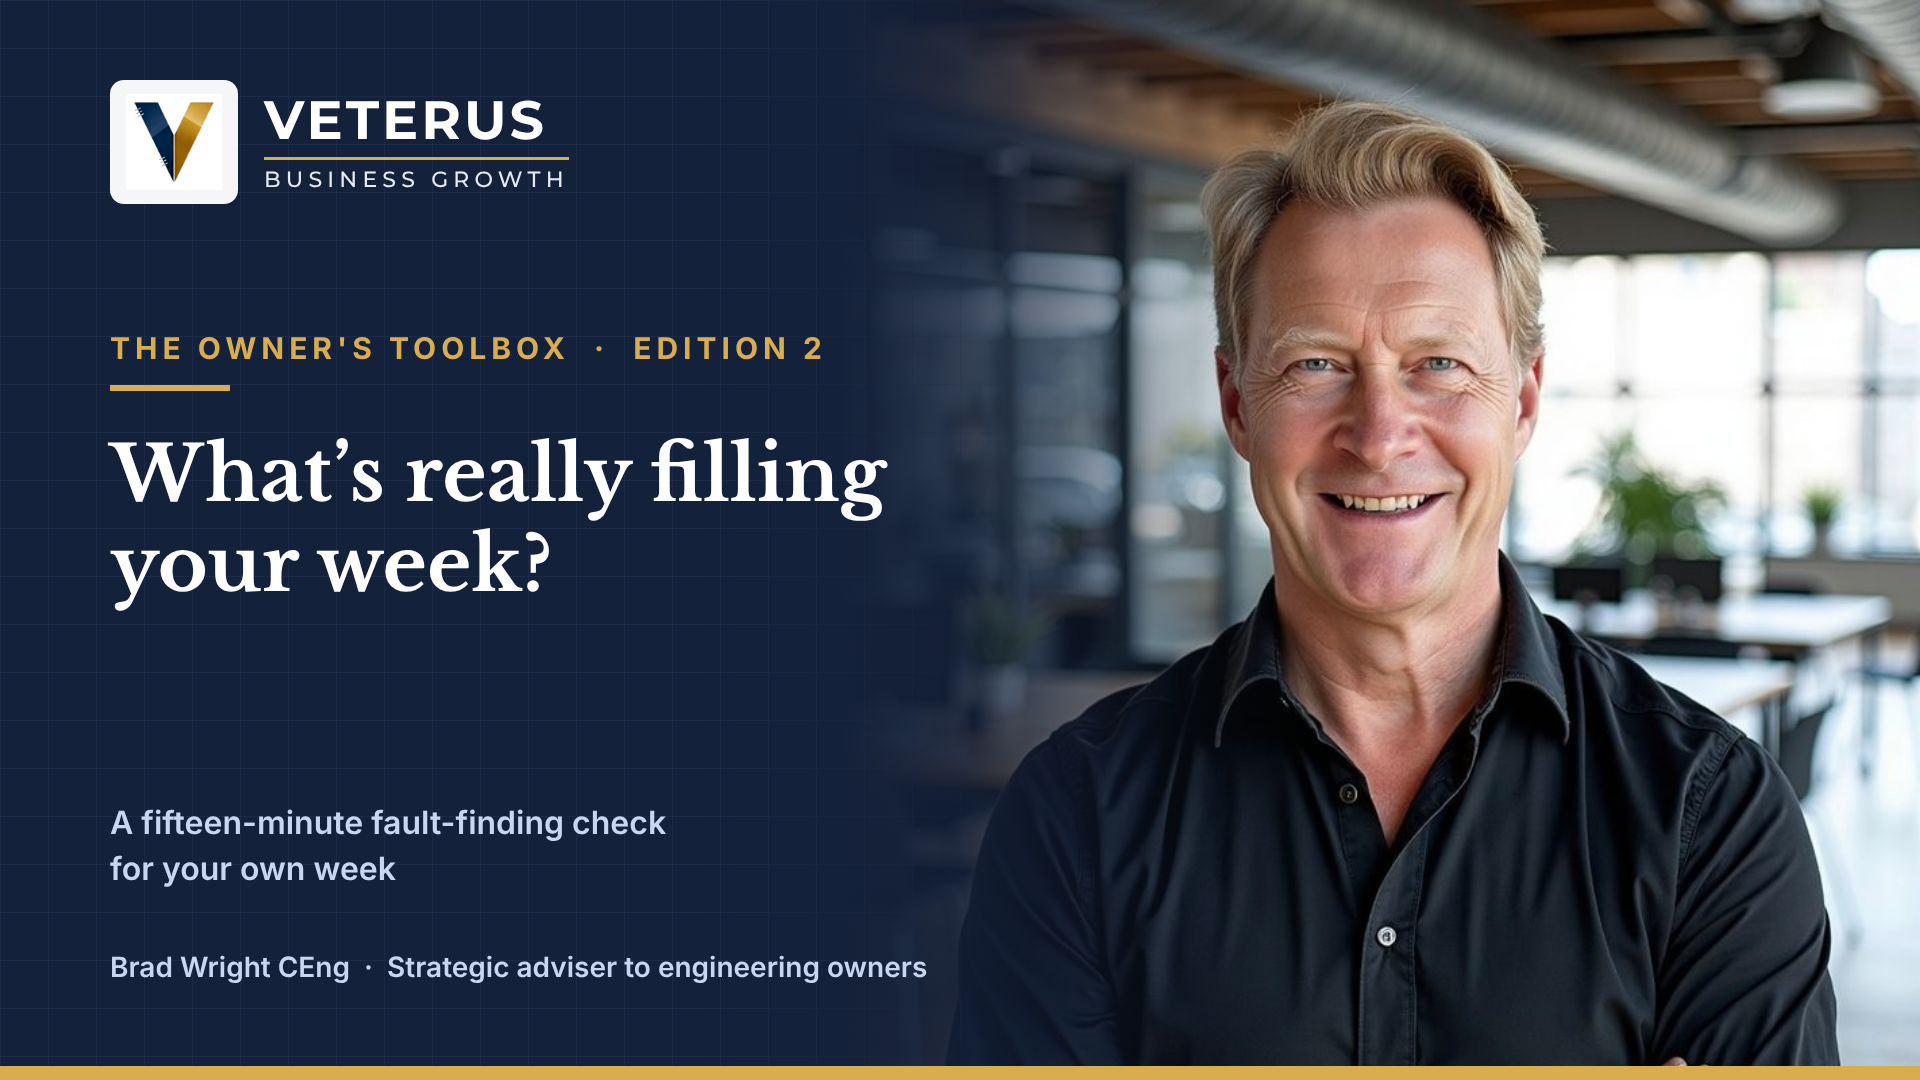 VETERUS
BUSINESS GROWTH
THE OWNER'S TOOLBOX · EDITION 2
What’s really filling
your week?
A fifteen-minute fault-finding check
for your own week
Brad Wright CEng · Strategic adviser to engineering owners